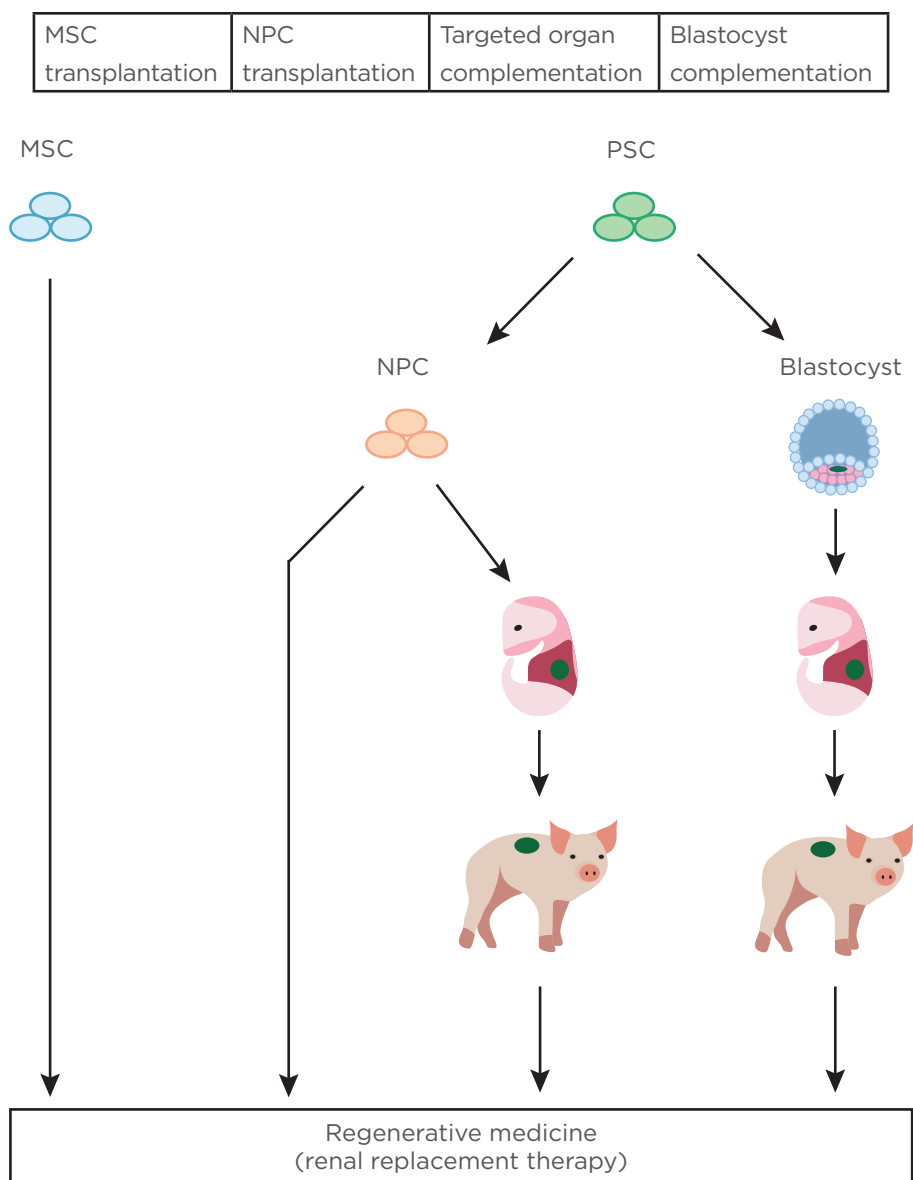 MSC
transplantation
NPC
transplantation
Targeted organ
complementation
Blastocyst
complementation
MSC
PSC
NPC
Blastocyst
Regenerative medicine
(renal replacement therapy)